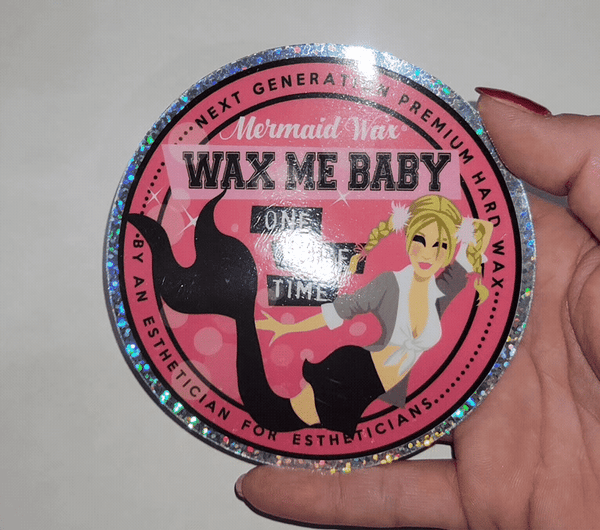 NEXT GENERATION PREMIUM HARD WAX
Mermaid Wax
WAX ME BABY
ONE
TIME
BY AN ESTHETICIAN FOR ESTHETICIANS